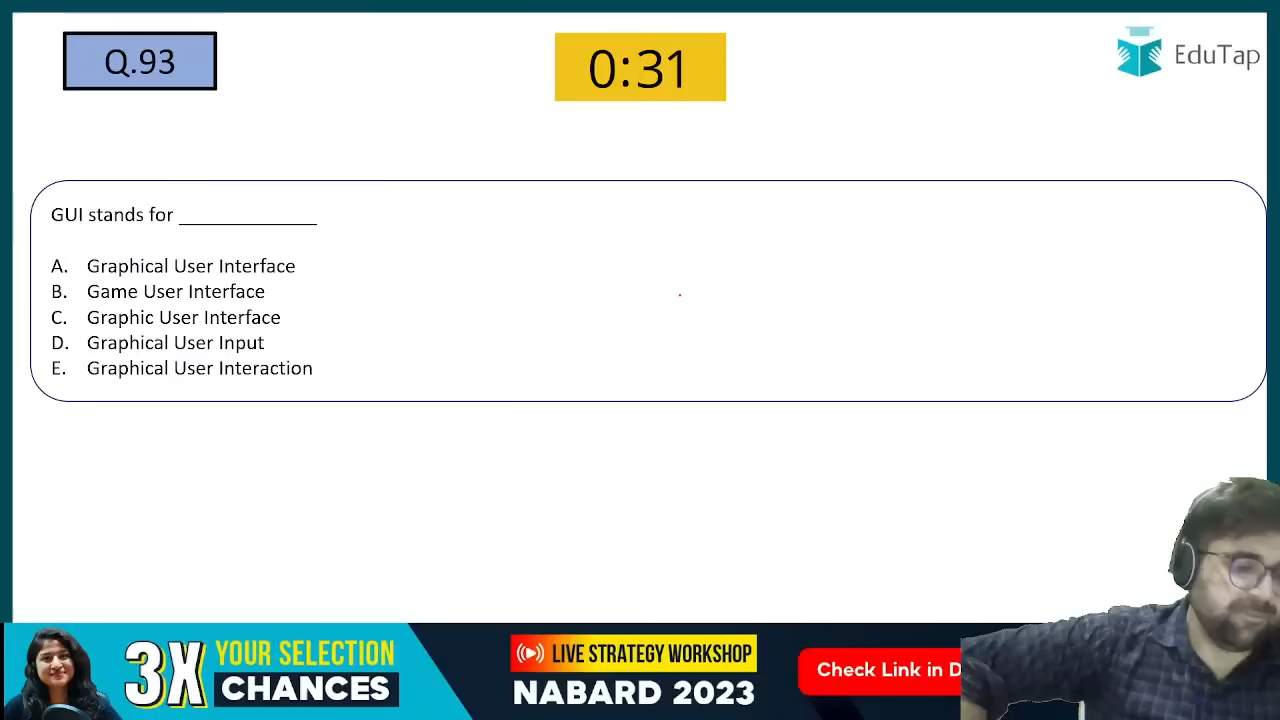 Q.93
0:31
EduTap
GUI stands for ______________
A. Graphical User Interface
B. Game User Interface
C. Graphic User Interface
D. Graphical User Input
E. Graphical User Interaction
3X YOUR SELECTION CHANCES
LIVE STRATEGY WORKSHOP
NABARD 2023
Check Link in D